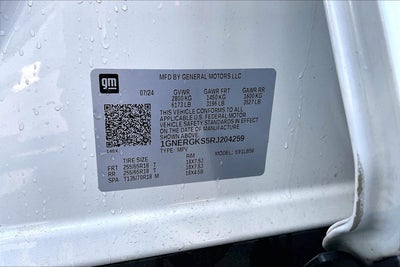 gm
MFD BY GENERAL MOTORS LLC
07/24 GVWR GAWR FRT GAWR RR
2800 KG 1450 KG 1600 KG
6173 LB 3196 LB 3527 LB
THIS VEHICLE CONFORMS TO ALL
APPLICABLE U.S. FEDERAL MOTOR
VEHICLE SAFETY STANDARDS IN
EFFECT ON THE DATE OF MANUFACTURE
SHOWN ABOVE.
1GNERGKS5RJ204259
TYPE: MPV MODEL:
TIRE SIZE RIM
FRT 255/65R18 T 18X7.5J
RR 255/65R18 T 18X7.5J
SPA T135/70R18 M 18X4.5B